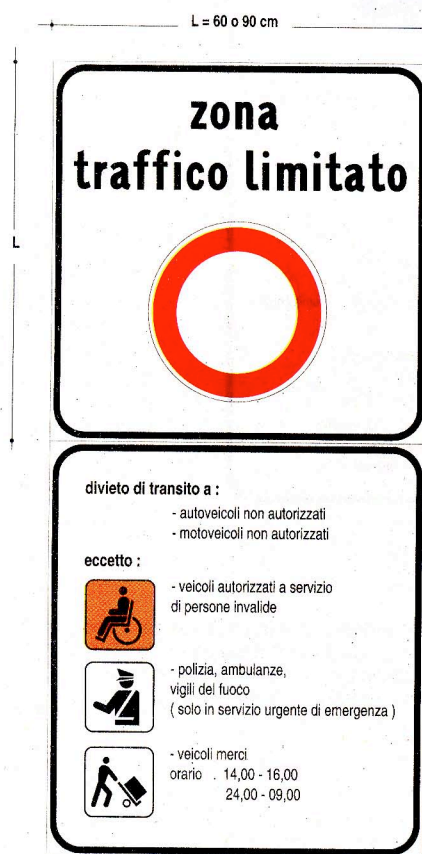 L = 60 o 90 cm
L
zona
traffico limitato
divieto di transito a :
- autoveicoli non autorizzati
- motoveicoli non autorizzati
eccetto :
- veicoli autorizzati a servizio
di persone invalide
- polizia, ambulanze,
vigili del fuoco
( solo in servizio urgente di emergenza )
- veicoli merci
orario . 14,00 - 16,00
24,00 - 09,00